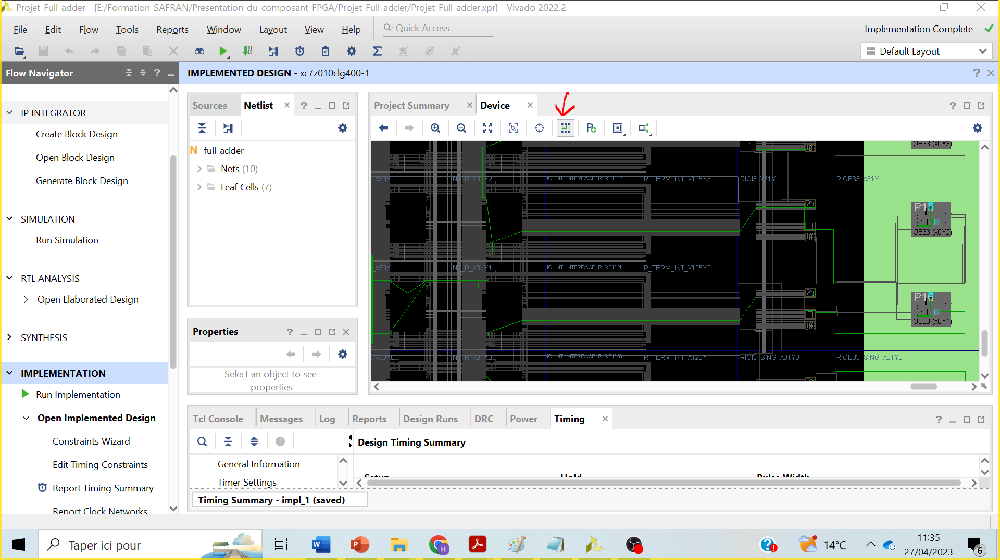 Projet_Full_adder - [E:/Formation_SAFRAN/Presentation_du_composant_FPGA/Projet_Full_adder/Projet_Full_adder.xpr] - Vivado 2022.2
File Edit Flow Tools Reports Window Layout View Help Quick Access Implementation Complete
Default Layout
Flow Navigator
IMPLEMENTED DESIGN - xc7z010clg400-1
IP INTEGRATOR
Create Block Design
Open Block Design
Generate Block Design
SIMULATION
Run Simulation
RTL ANALYSIS
Open Elaborated Design
SYNTHESIS
IMPLEMENTATION
Run Implementation
Open Implemented Design
Constraints Wizard
Edit Timing Constraints
Report Timing Summary
Report Clock Networks
Sources Netlist
N full_adder
Nets (10)
Leaf Cells (7)
Properties
Select an object to see
properties
Project Summary Device
IOB33 (X0Y3)
_X30Y2 INT_R_X31Y2 IO_INT_INTERFACE_R_X31Y2 R_TERM_INT_X125Y3 RIOI3_X31Y1 RIOB33_X31Y1
P15
IOB33 (X0Y2)
_X30Y1 INT_R_X31Y1 IO_INT_INTERFACE_R_X31Y1 R_TERM_INT_X125Y2
P16
IOB33 (X0Y1)
_X30Y0 INT_R_X31Y0 IO_INT_INTERFACE_R_X31Y0 R_TERM_INT_X125Y1 RIOI3_SING_X31Y0 RIOB33_SING_X31Y0
Tcl Console Messages Log Reports Design Runs DRC Power Timing
Design Timing Summary
General Information
Timer Settings
Setup Hold Pulse Width
Timing Summary - impl_1 (saved)
Taper ici pour
14°C
11:35
27/04/2023
6